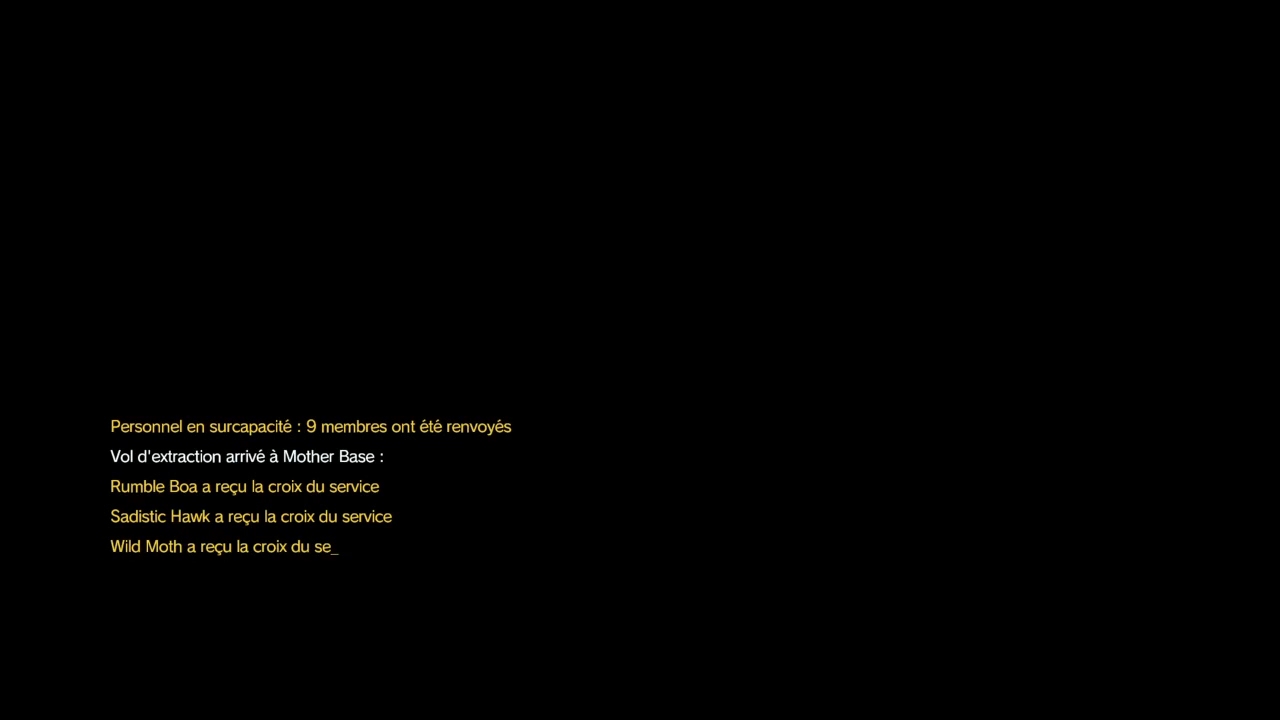 Personnel en surcapacité : 9 membres ont été renvoyés
Vol d'extraction arrivé à Mother Base :
Rumble Boa a reçu la croix du service
Sadistic Hawk a reçu la croix du service
Wild Moth a reçu la croix du se_